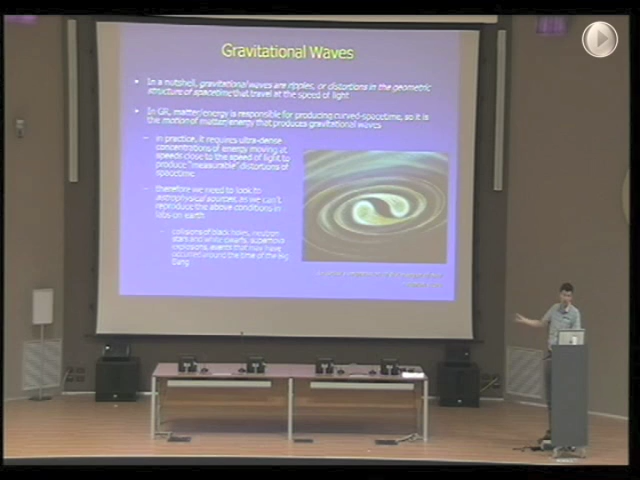 Gravitational Waves
In a nutshell, gravitational waves are ripples, or distortions in the geometric
structure of spacetime that travel at the speed of light
In GR, matter/energy is responsible for producing curved-spacetime, so it is
the motion of matter/energy that produces gravitational waves
in practice, it requires ultra-dense
concentrations of energy moving at
speeds close to the speed of light to
produce "measurable" distortions of
spacetime
therefore we need to look to
astrophysical sources, as we can't
reproduce the above conditions in
labs on earth
collisions of black holes, neutron
stars and white dwarfs, supernova
explosions, events that may have
occurred around the time of the Big
Bang